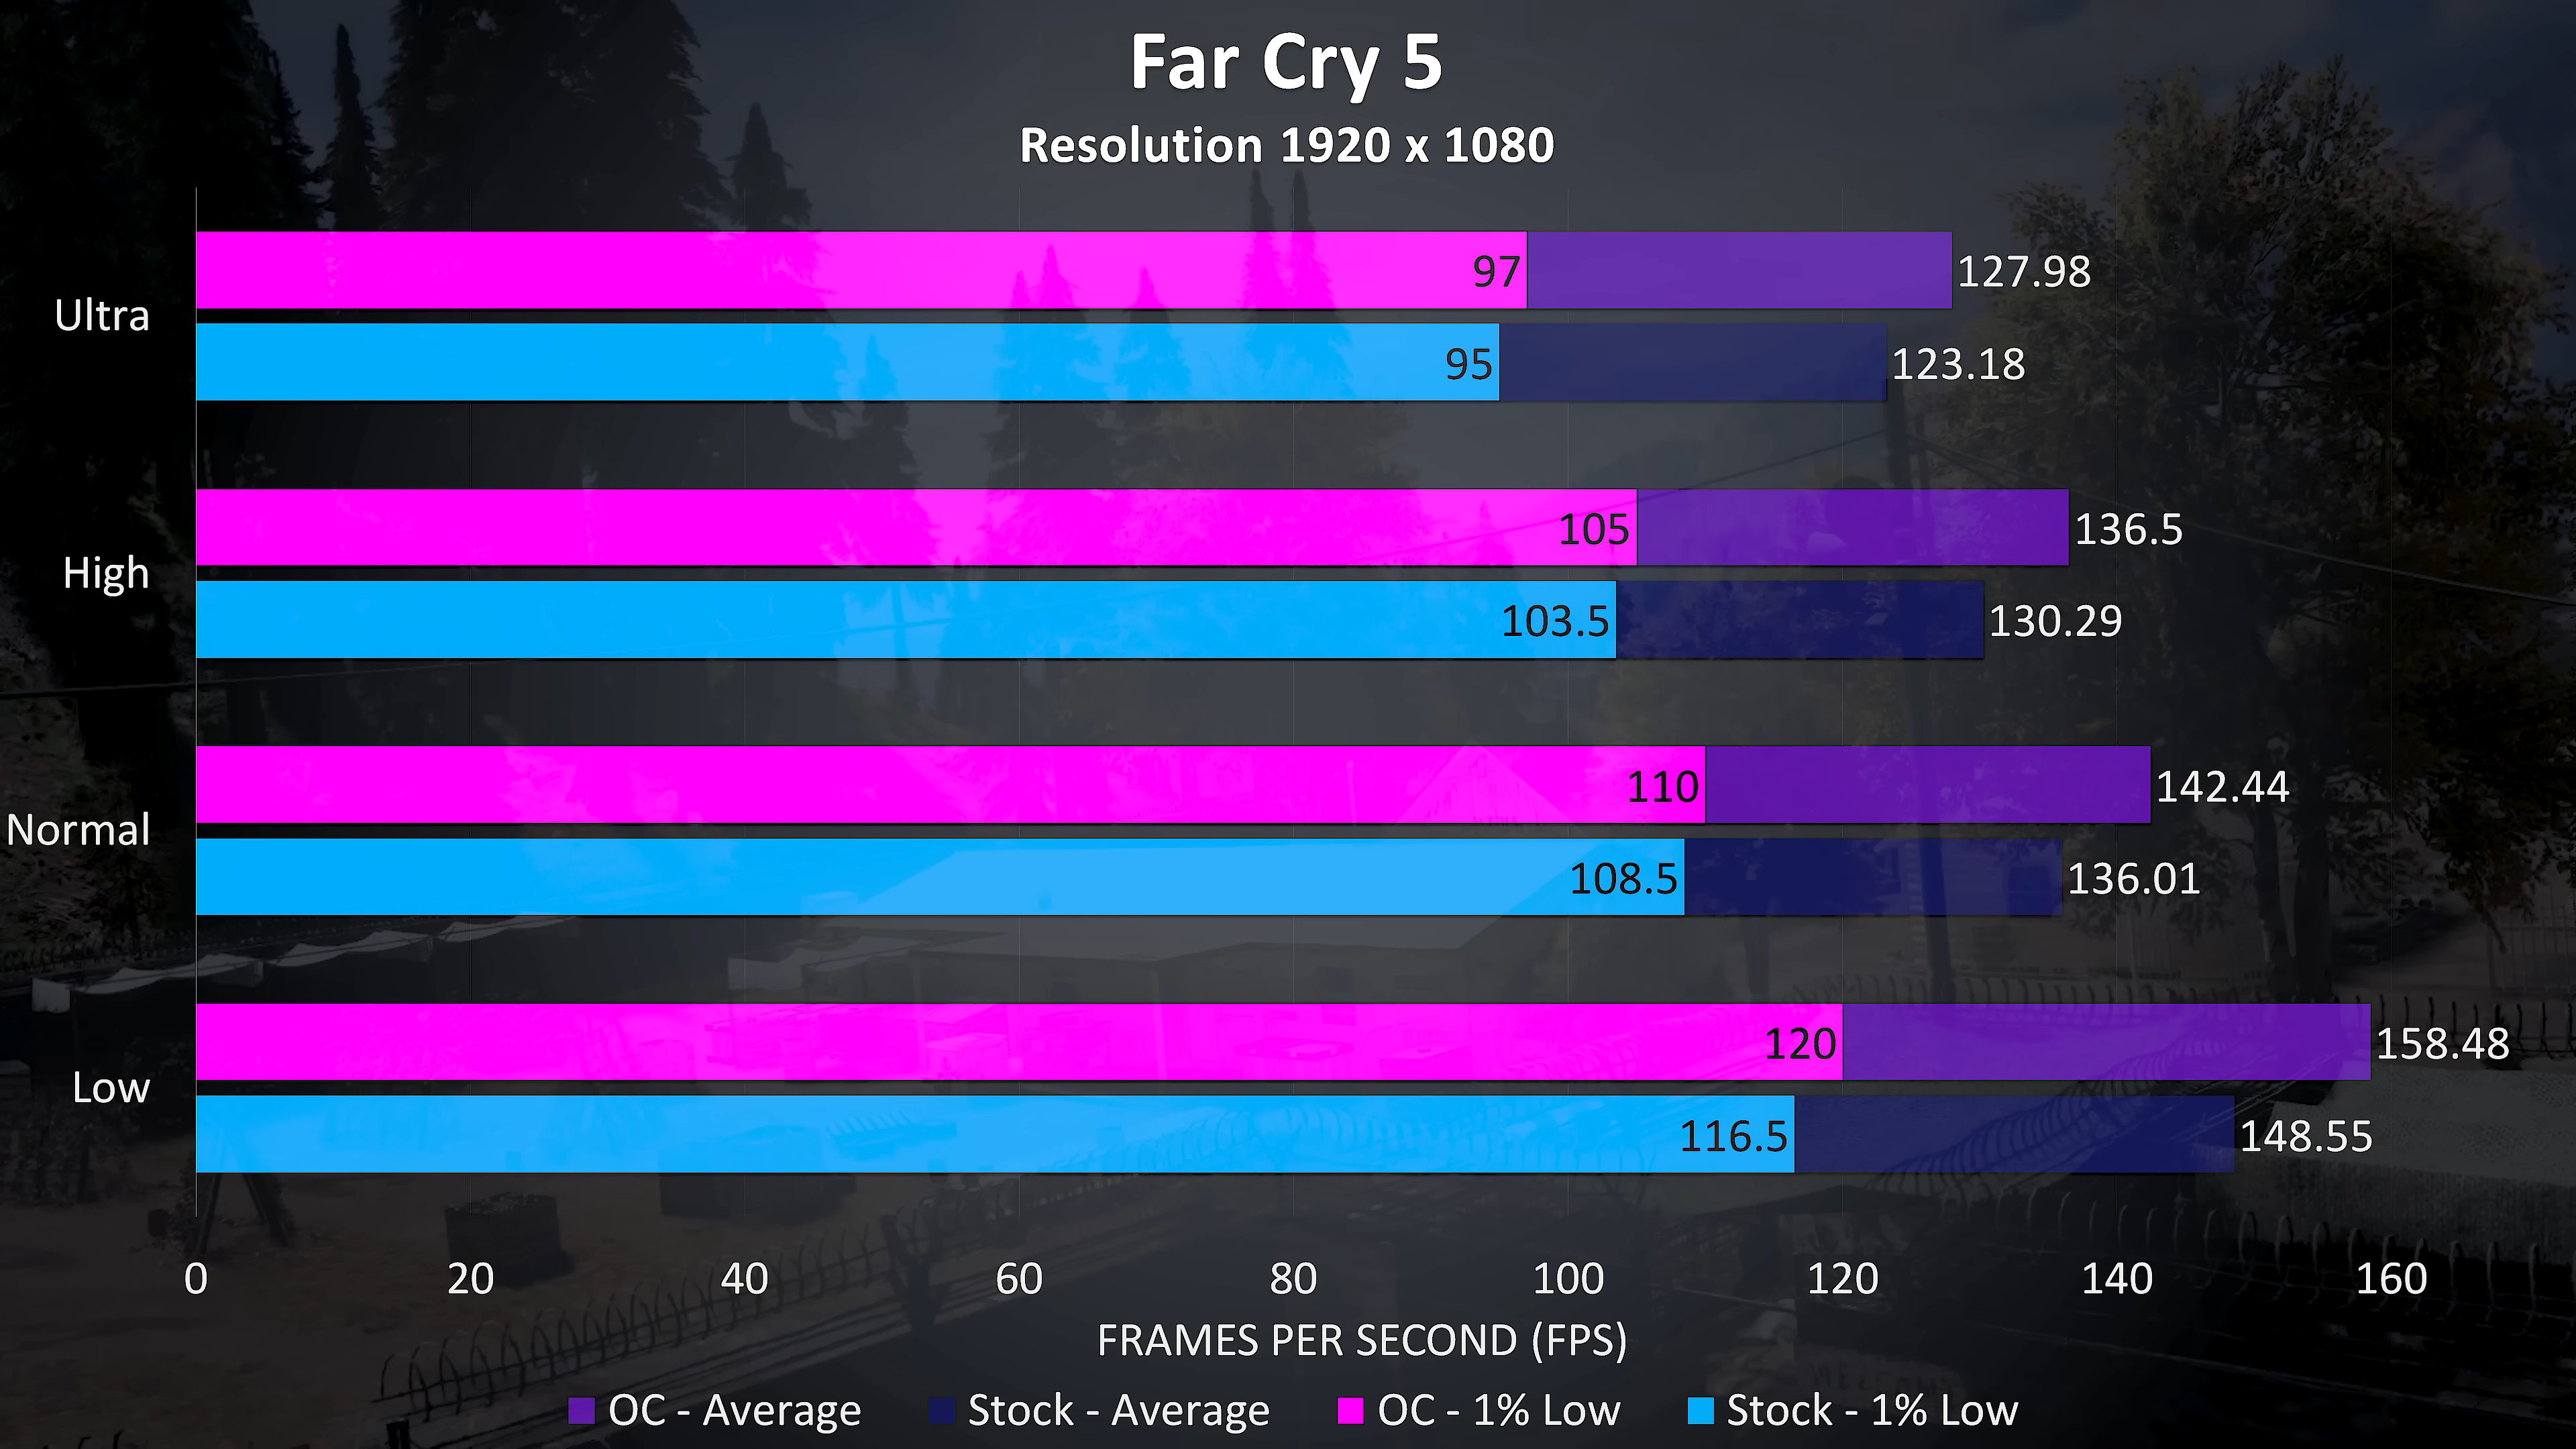 Far Cry 5
Resolution 1920 x 1080
Ultra
97
127.98
95
123.18
High
105
136.5
103.5
130.29
Normal
110
142.44
108.5
136.01
Low
120
158.48
116.5
148.55
0 20 40 60 80 100 120 140 160
FRAMES PER SECOND (FPS)
OC - Average Stock - Average OC - 1% Low Stock - 1% Low